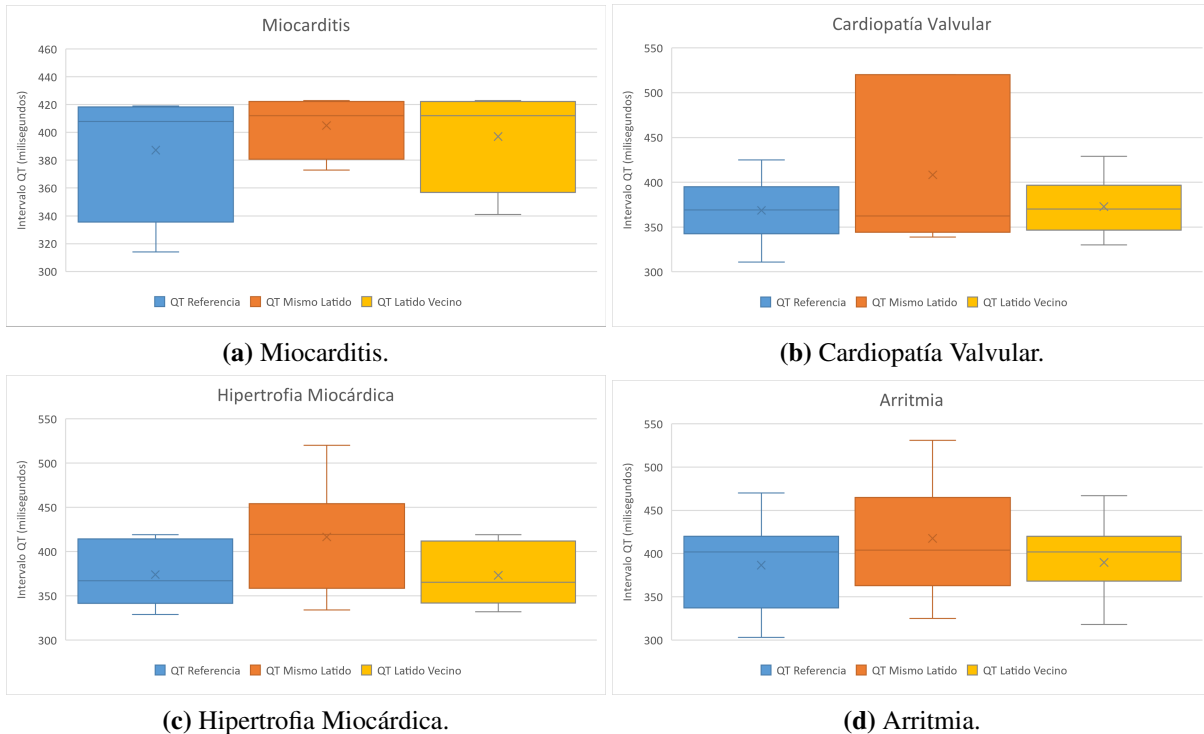 Miocarditis
Intervalo QT (milisegundos)
460
440
420
400
380
360
340
320
300
QT Referencia QT Mismo Latido QT Latido Vecino
(a) Miocarditis.
Cardiopatía Valvular
Intervalo QT (milisegundos)
550
500
450
400
350
300
QT Referencia QT Mismo Latido QT Latido Vecino
(b) Cardiopatía Valvular.
Hipertrofia Miocárdica
Intervalo QT (milisegundos)
550
500
450
400
350
300
QT Referencia QT Mismo Latido QT Latido Vecino
(c) Hipertrofia Miocárdica.
Arritmia
Intervalo QT (milisegundos)
550
500
450
400
350
300
QT Referencia QT Mismo Latido QT Latido Vecino
(d) Arritmia.